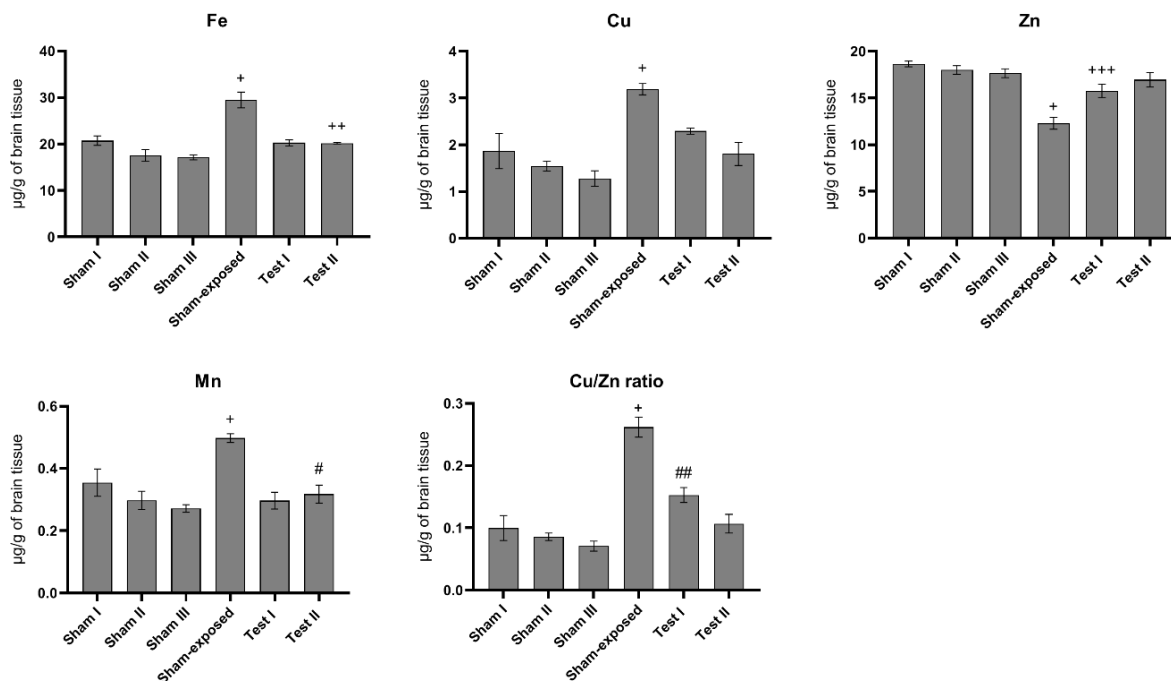 Fe
µg/g of brain tissue
40
30
20
10
0
+
++
Sham I
Sham II
Sham III
Sham-exposed
Test I
Test II
Cu
µg/g of brain tissue
4
3
2
1
0
+
Sham I
Sham II
Sham III
Sham-exposed
Test I
Test II
Zn
µg/g of brain tissue
20
15
10
5
0
+
+++
Sham I
Sham II
Sham III
Sham-exposed
Test I
Test II
Mn
µg/g of brain tissue
0.6
0.4
0.2
0.0
+
#
Sham I
Sham II
Sham III
Sham-exposed
Test I
Test II
Cu/Zn ratio
µg/g of brain tissue
0.3
0.2
0.1
0.0
+
##
Sham I
Sham II
Sham III
Sham-exposed
Test I
Test II